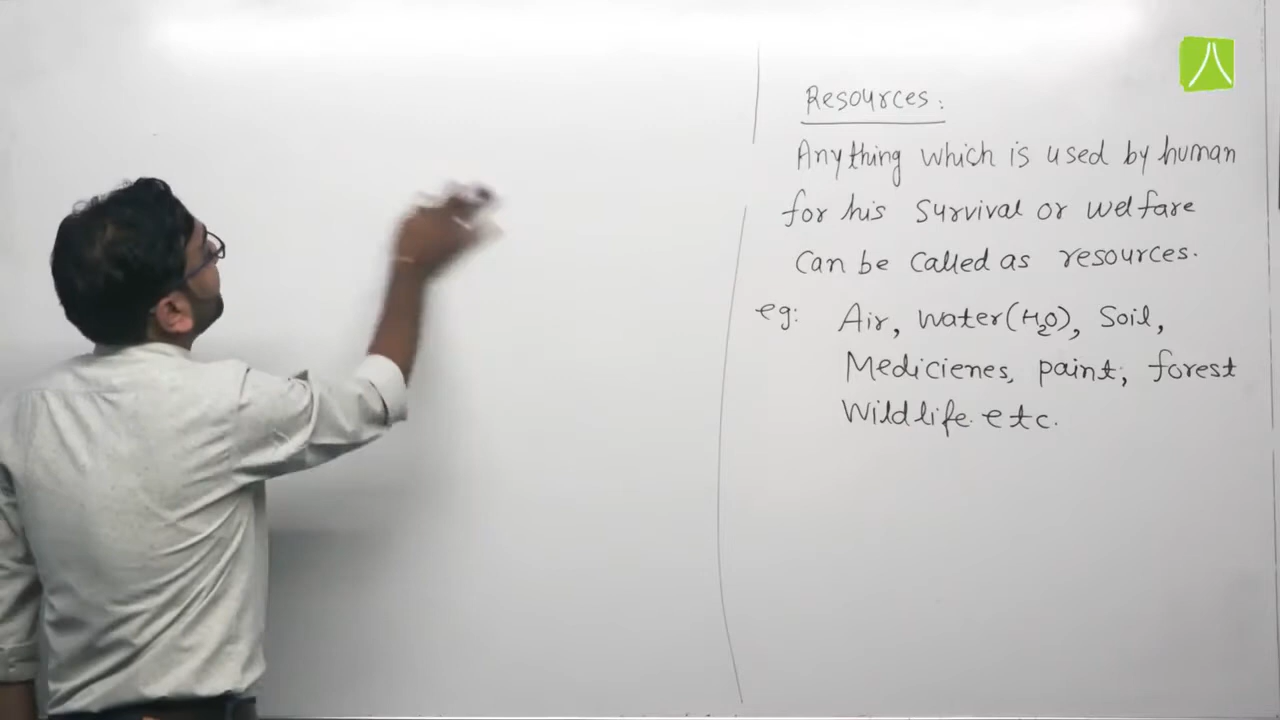 Resources:
Anything which is used by human
for his survival or welfare
can be called as resources.
eg: Air, water(H₂O), Soil,
Medicienes, paint, forest
Wildlife. etc.